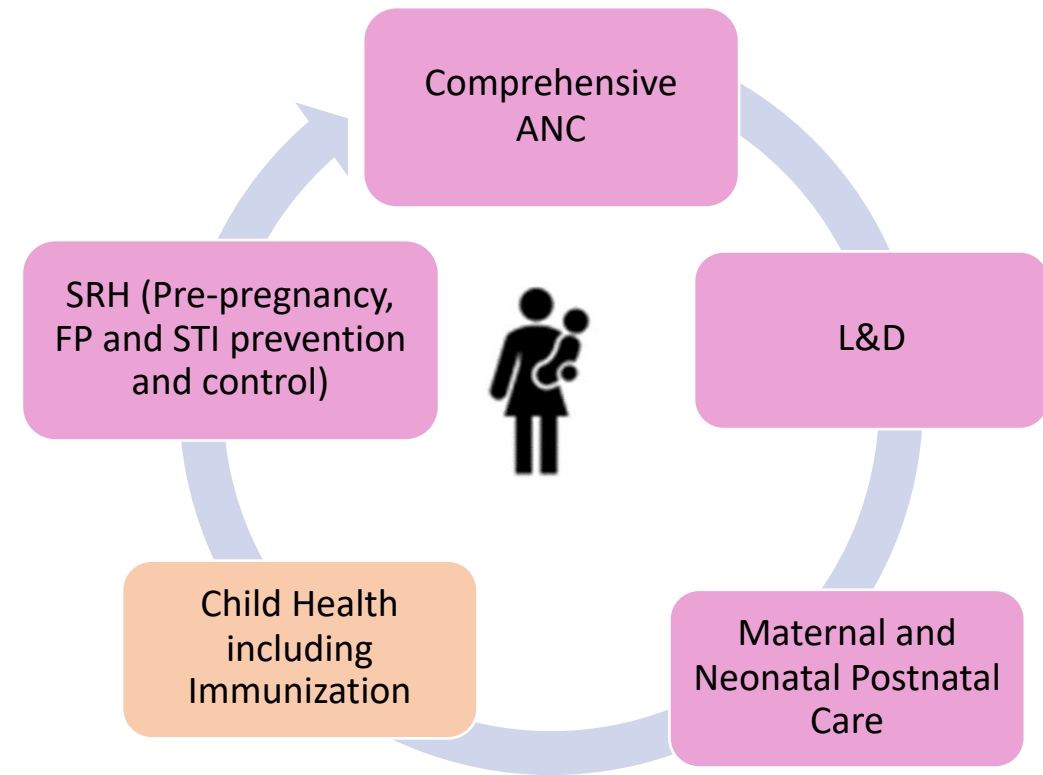 Comprehensive
ANC
SRH (Pre-pregnancy,
FP and STI prevention
and control)
L&D
Child Health
including
Immunization
Maternal and
Neonatal Postnatal
Care